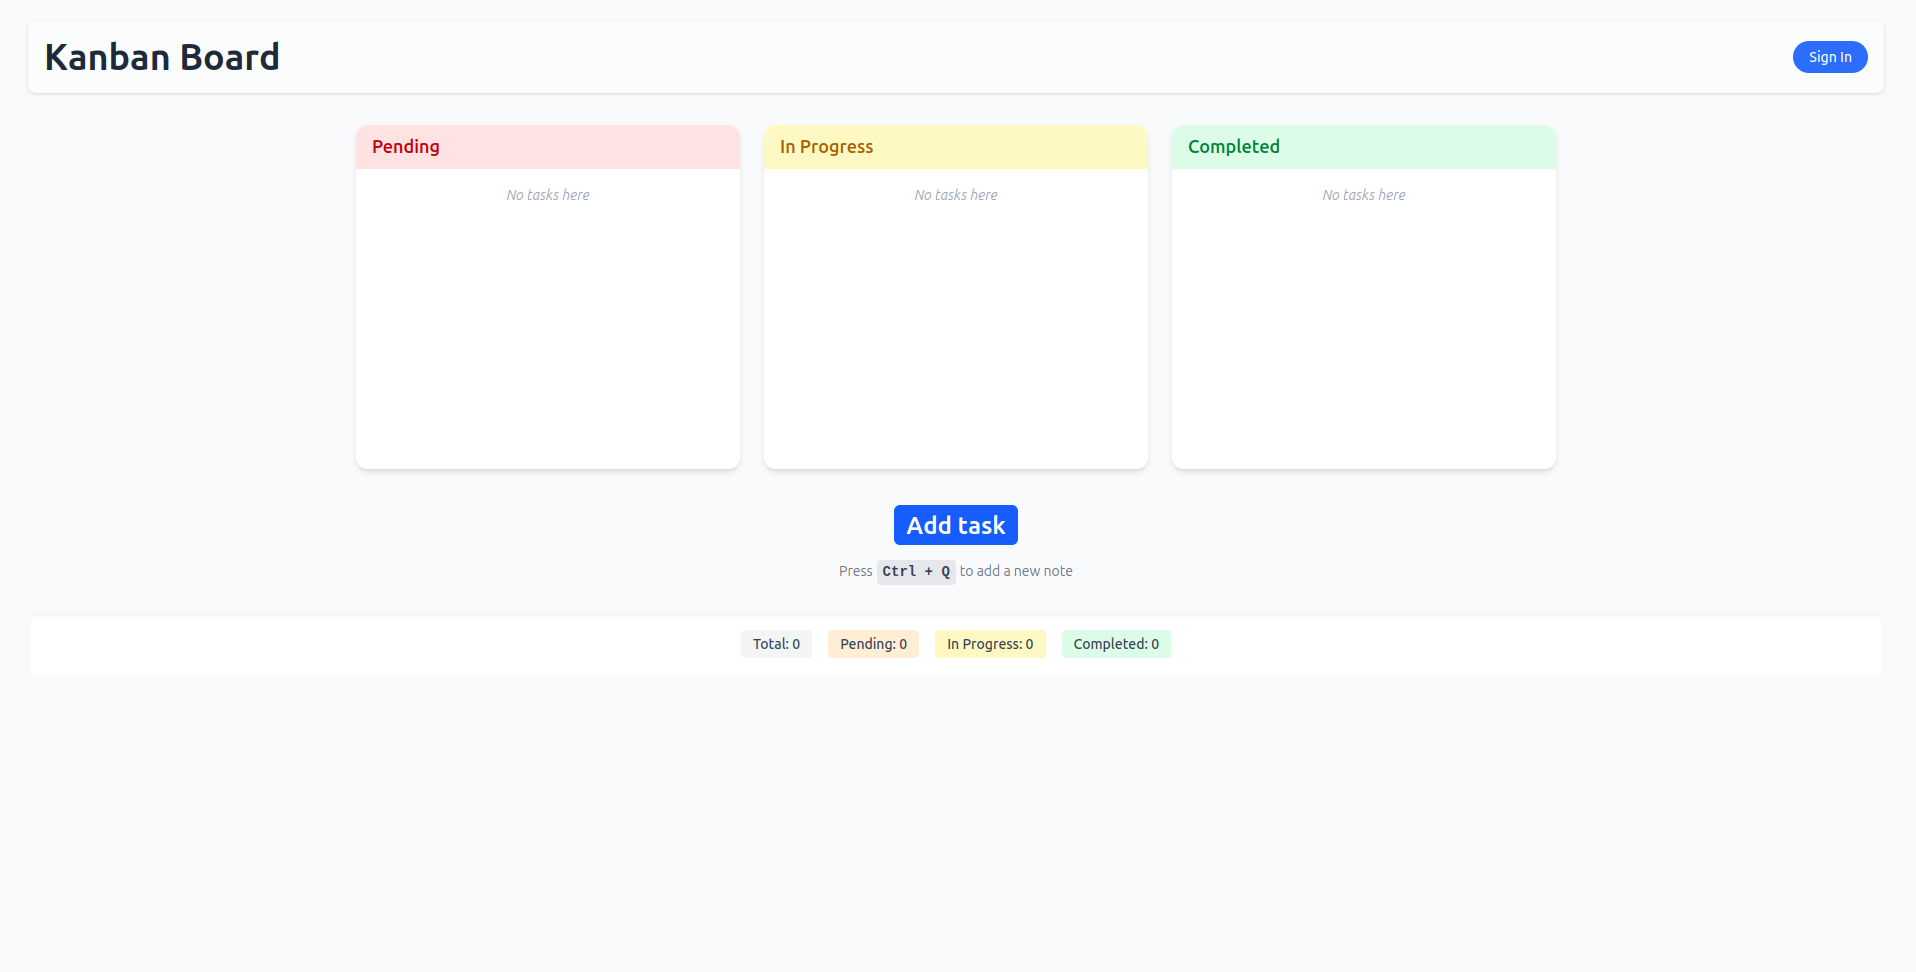 Kanban Board
Sign In
Pending
In Progress
Completed
No tasks here
No tasks here
No tasks here
Add task
Press Ctrl + Q to add a new note
Total: 0
Pending: 0
In Progress: 0
Completed: 0